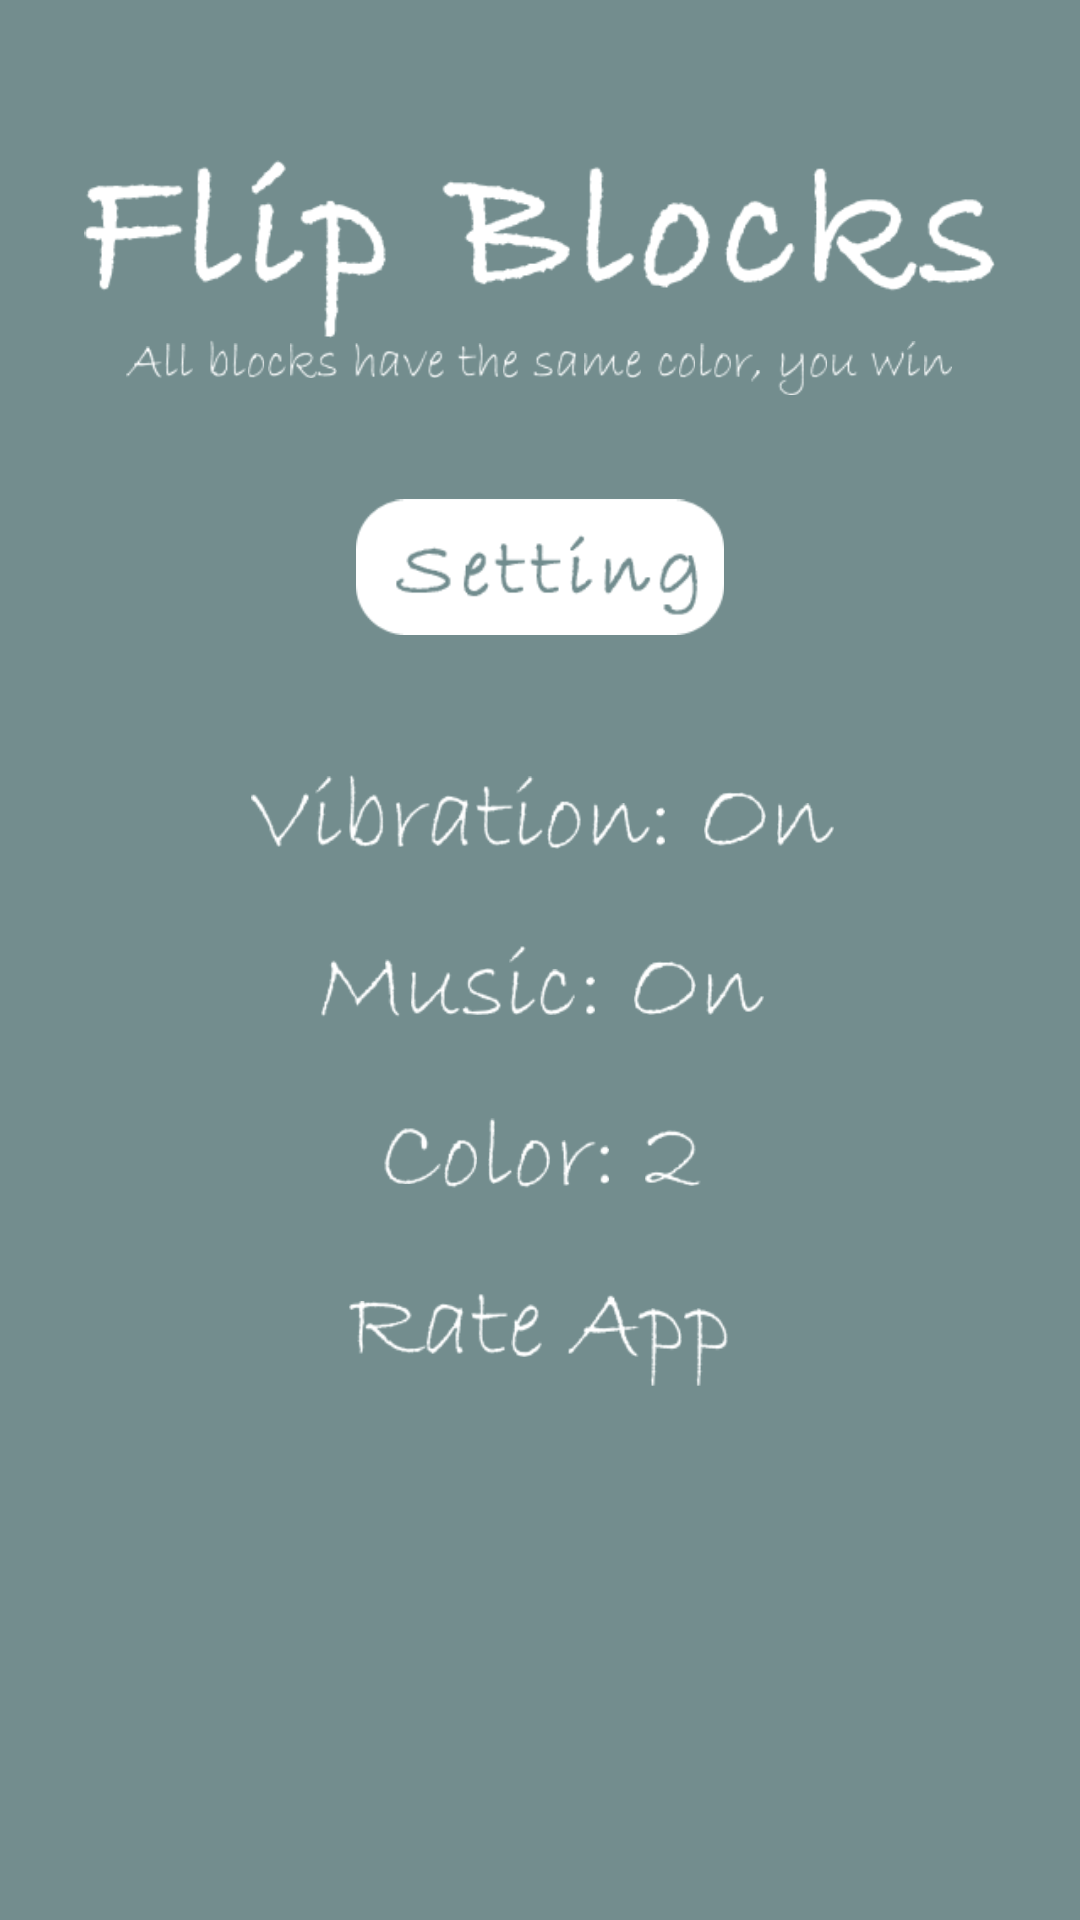 Flip Blocks
All blocks have the same color, you win
Setting
Vibration: On
Music: On
Color: 2
Rate App